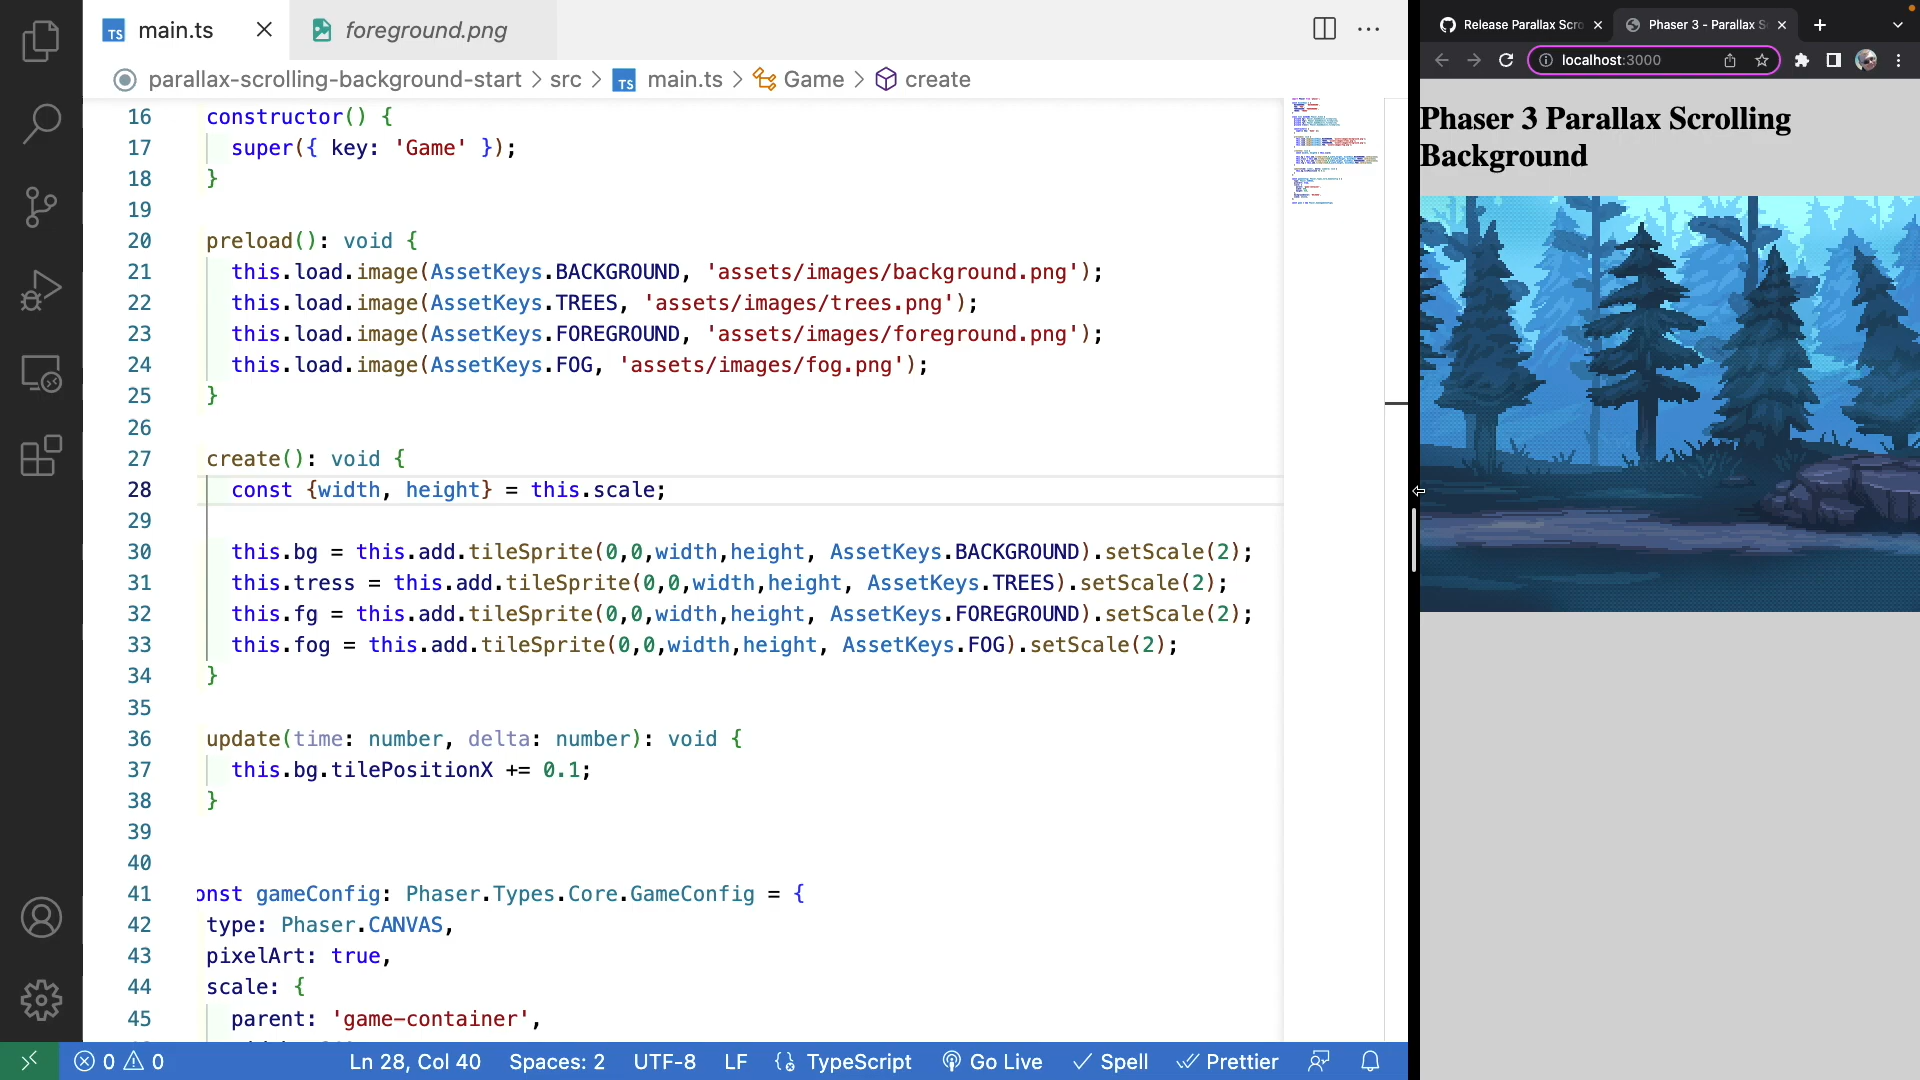 main.ts
foreground.png
parallax-scrolling-background-start > src > main.ts > Game > create
16 constructor() {
17 super({ key: 'Game' });
18 }
19
20 preload(): void {
21 this.load.image(AssetKeys.BACKGROUND, 'assets/images/background.png');
22 this.load.image(AssetKeys.TREES, 'assets/images/trees.png');
23 this.load.image(AssetKeys.FOREGROUND, 'assets/images/foreground.png');
24 this.load.image(AssetKeys.FOG, 'assets/images/fog.png');
25 }
26
27 create(): void {
28 const {width, height} = this.scale;
29
30 this.bg = this.add.tileSprite(0,0,width,height, AssetKeys.BACKGROUND).setScale(2);
31 this.tress = this.add.tileSprite(0,0,width,height, AssetKeys.TREES).setScale(2);
32 this.fg = this.add.tileSprite(0,0,width,height, AssetKeys.FOREGROUND).setScale(2);
33 this.fog = this.add.tileSprite(0,0,width,height, AssetKeys.FOG).setScale(2);
34 }
35
36 update(time: number, delta: number): void {
37 this.bg.tilePositionX += 0.1;
38 }
39
40
41 onst gameConfig: Phaser.Types.Core.GameConfig = {
42 type: Phaser.CANVAS,
43 pixelArt: true,
44 scale: {
45 parent: 'game-container',
0 0 Ln 28, Col 40 Spaces: 2 UTF-8 LF TypeScript Go Live Spell Prettier
Release Parallax Scro
Phaser 3 - Parallax S
localhost:3000
Phaser 3 Parallax Scrolling
Background